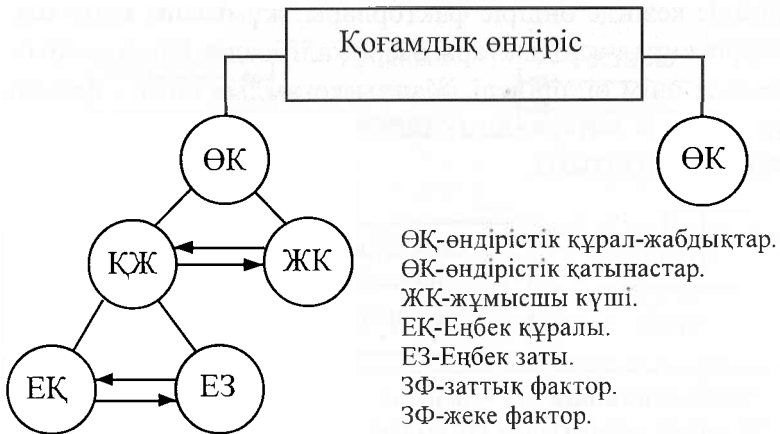 Қоғамдық өндіріс
ӨК
ӨК
ҚЖ
ЖК
ЕҚ
ЕЗ
ӨҚ-өндірістік құрал-жабдықтар.
ӨК-өндірістік қатынастар.
ЖК-жұмысшы күші.
ЕҚ-Еңбек құралы.
ЕЗ-Еңбек заты.
ЗФ-заттық фактор.
ЗФ-жеке фактор.